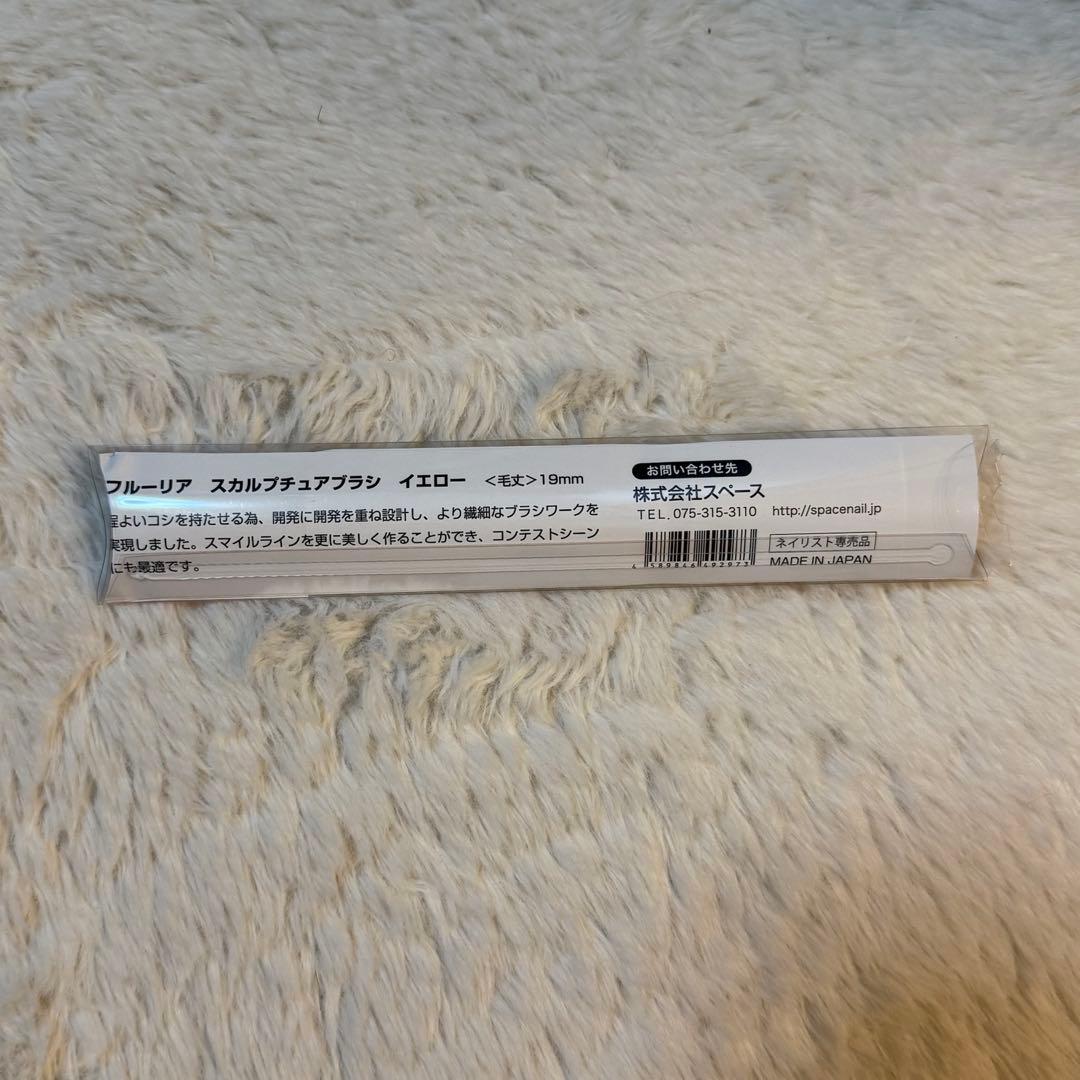 フルーリア　スカルプチュアブラシ　イエロー　＜毛丈＞19mm
程よいコシを持たせる為、開発に開発を重ね設計し、より繊細なブラシワークを
実現しました。スマイルラインを更に美しく作ることができ、コンテストシーン
にも最適です。
お問い合わせ先
株式会社スペース
TEL. 075-315-3110　http://spacenail.jp
4 589846 492973
ネイリスト専売品
MADE IN JAPAN